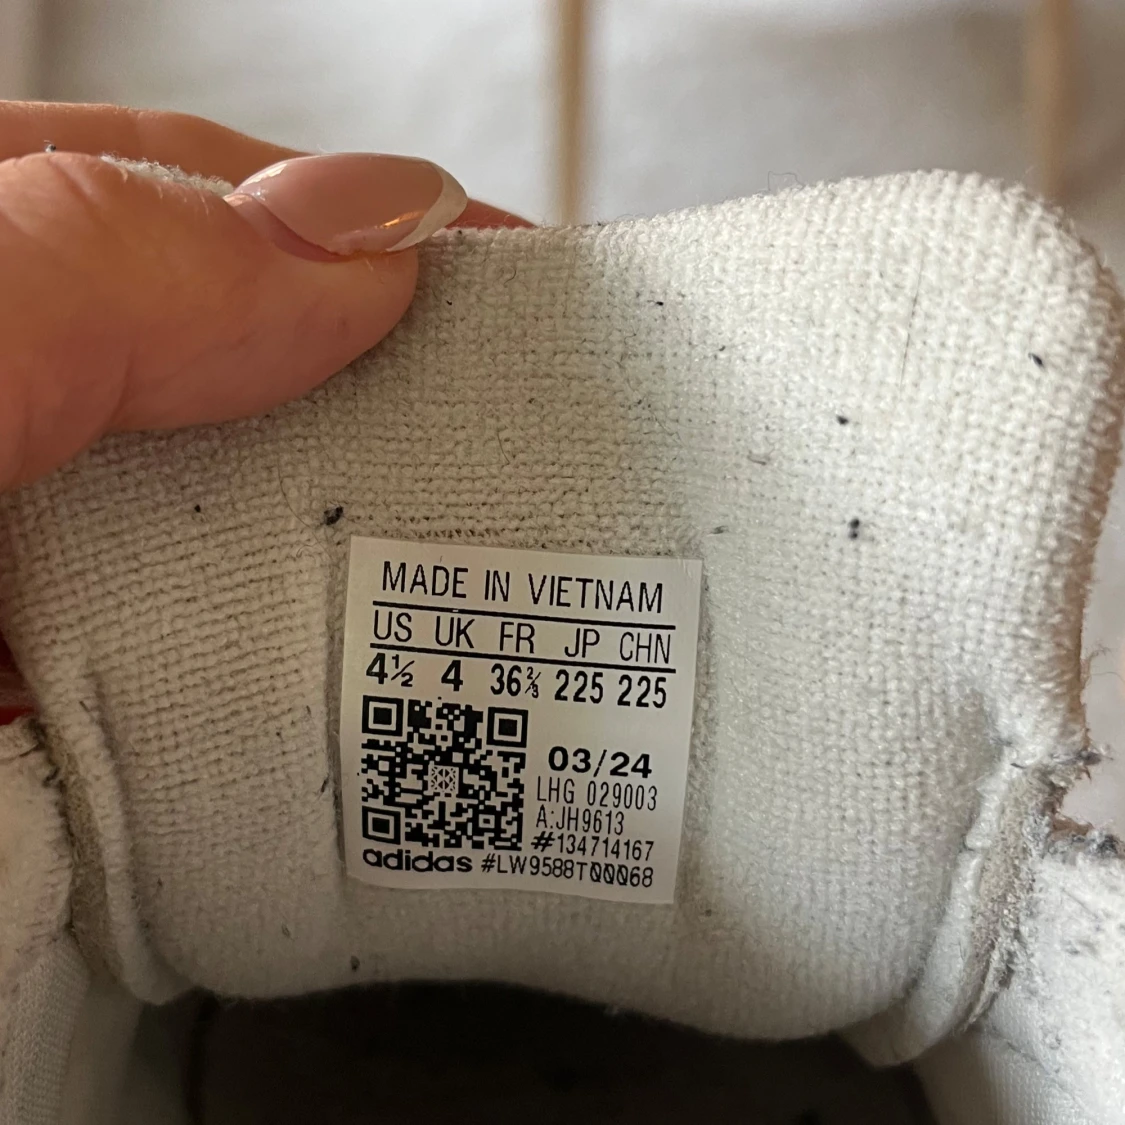 MADE IN VIETNAM
US UK FR JP CHN
4½ 4 36⅔ 225 225
03/24
LHG 029003
A:JH9613
#134714167
adidas #LW9588T00068